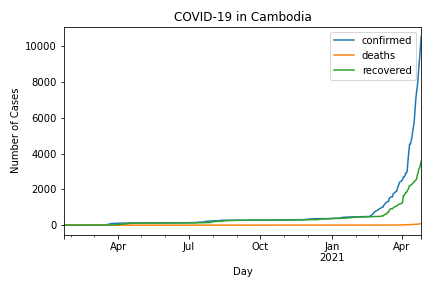 COVID-19 in Cambodia
confirmed
deaths
recovered
Number of Cases
10000
8000
6000
4000
2000
0
Apr
Jul
Oct
Jan
2021
Apr
Day